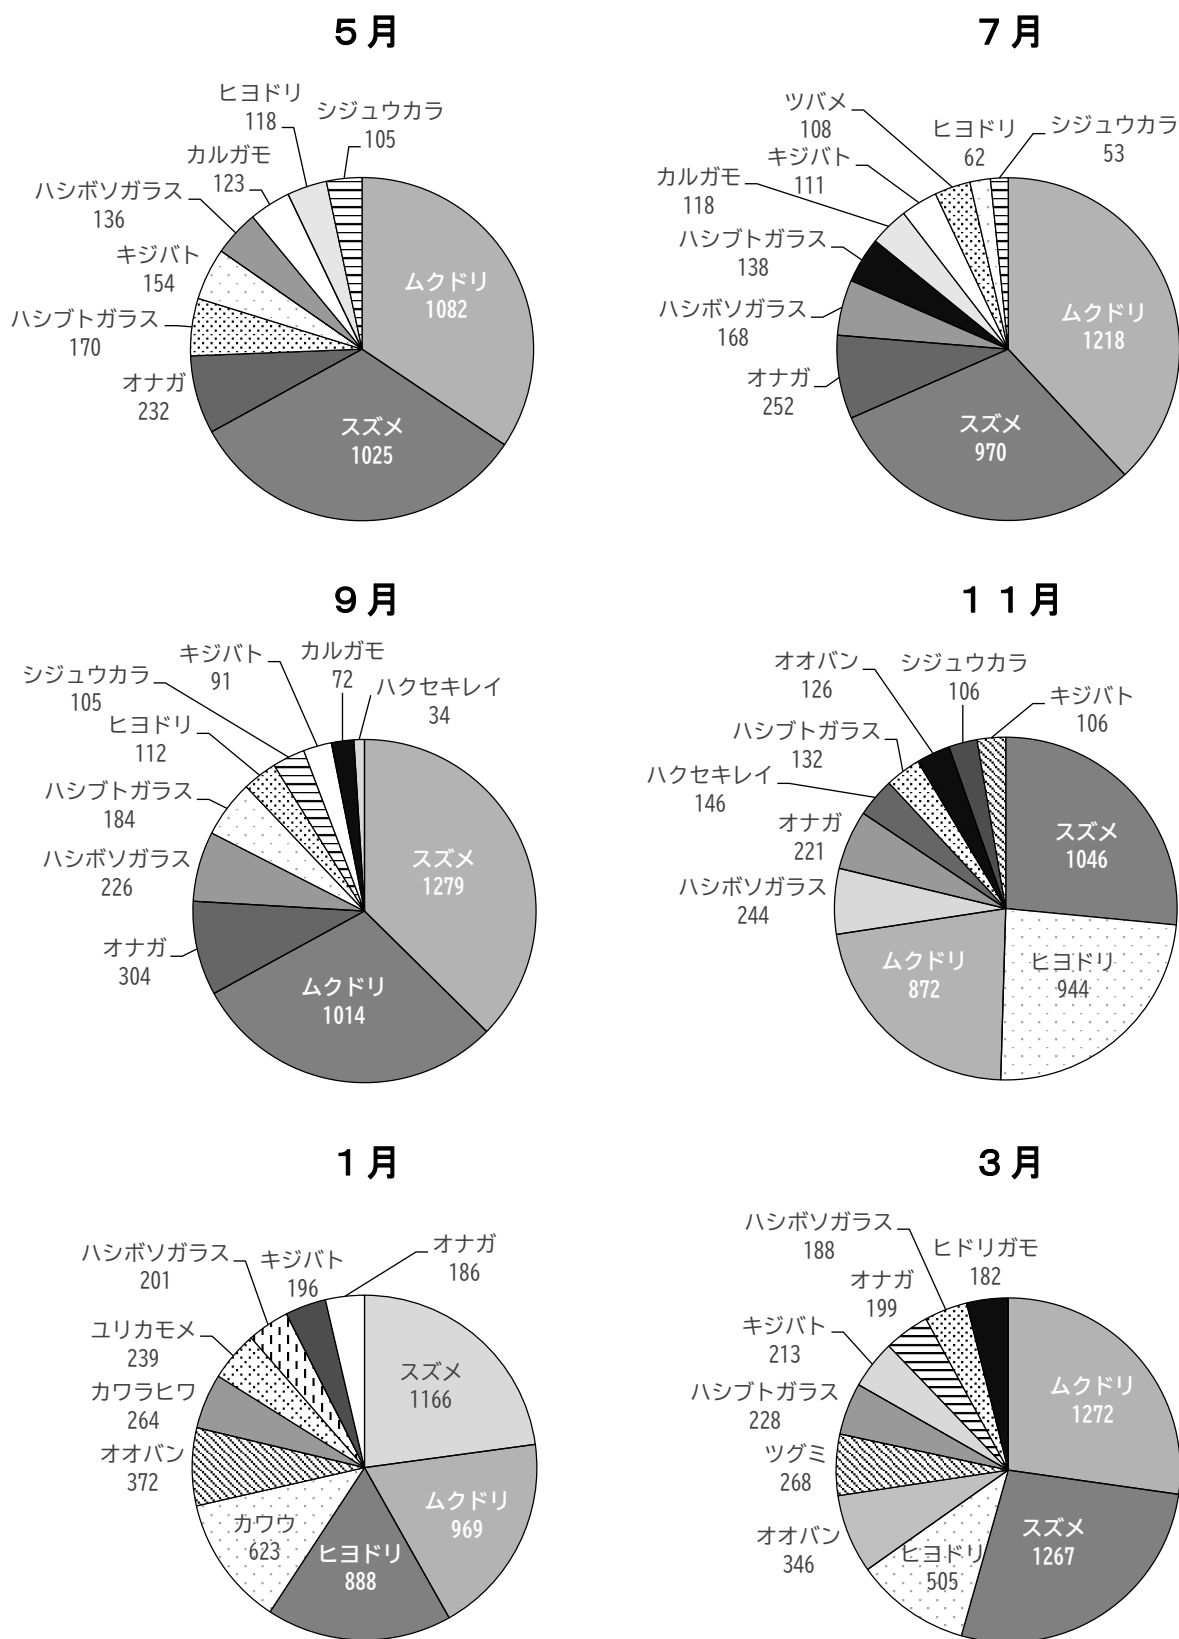 5月
ムクドリ
1082
スズメ
1025
オナガ
232
ハシブトガラス
170
キジバト
154
ハシボソガラス
136
カルガモ
123
ヒヨドリ
118
シジュウカラ
105
7月
ムクドリ
1218
スズメ
970
オナガ
252
ハシボソガラス
168
ハシブトガラス
138
カルガモ
118
キジバト
111
ツバメ
108
ヒヨドリ
62
シジュウカラ
53
9月
スズメ
1279
ムクドリ
1014
オナガ
304
ハシボソガラス
226
ハシブトガラス
184
ヒヨドリ
112
シジュウカラ
105
キジバト
91
カルガモ
72
ハクセキレイ
34
11月
スズメ
1046
ヒヨドリ
944
ムクドリ
872
ハシボソガラス
244
オナガ
221
ハクセキレイ
146
ハシブトガラス
132
オオバン
126
シジュウカラ
106
キジバト
106
1月
スズメ
1166
ムクドリ
969
ヒヨドリ
888
カワウ
623
オオバン
372
カワラヒワ
264
ユリカモメ
239
ハシボソガラス
201
キジバト
196
オナガ
186
3月
ムクドリ
1272
スズメ
1267
ヒヨドリ
505
オオバン
346
ツグミ
268
ハシブトガラス
228
キジバト
213
オナガ
199
ハシボソガラス
188
ヒドリガモ
182